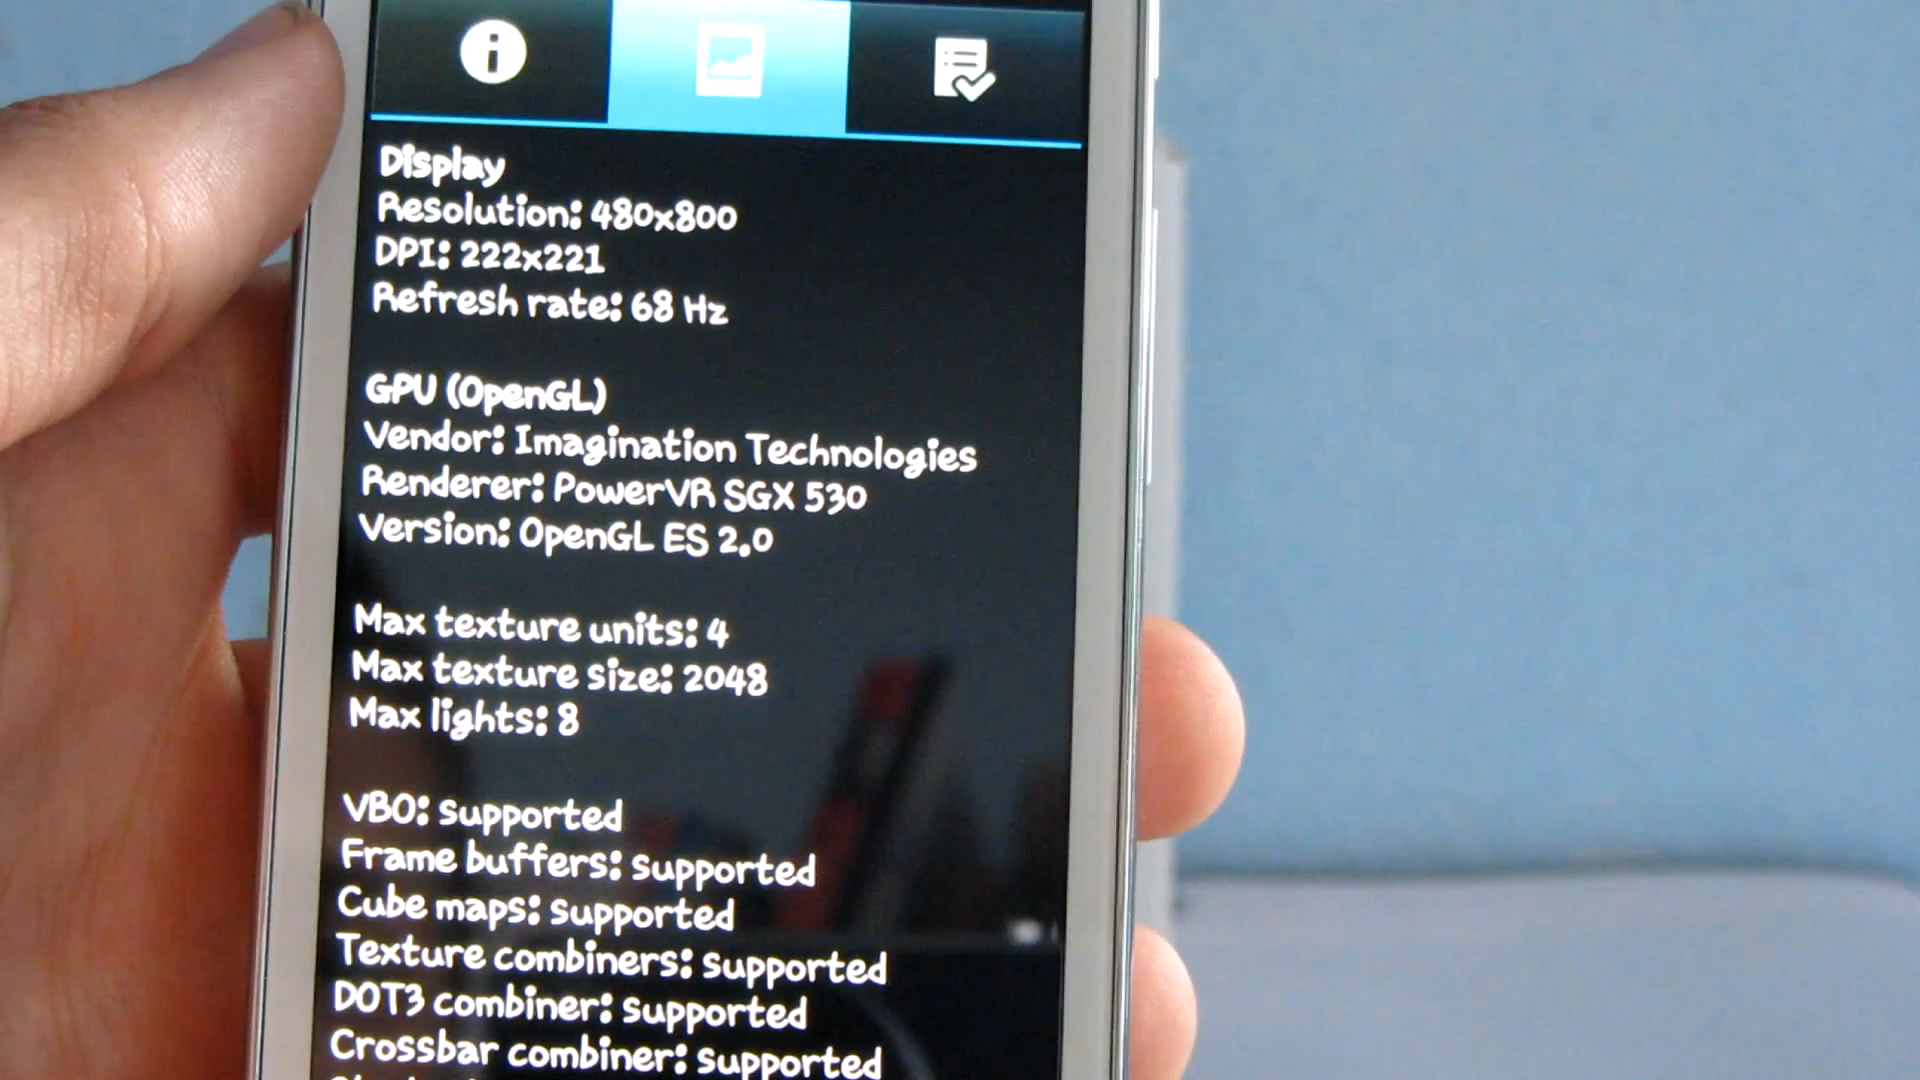 Display
Resolution: 480x800
DPI: 222x221
Refresh rate: 68 Hz
GPU (OpenGL)
Vendor: Imagination Technologies
Renderer: PowerVR SGX 530
Version: OpenGL ES 2.0
Max texture units: 4
Max texture size: 2048
Max lights: 8
VBO: supported
Frame buffers: supported
Cube maps: supported
Texture combiners: supported
DOT3 combiner: supported
Crossbar combiner: supported